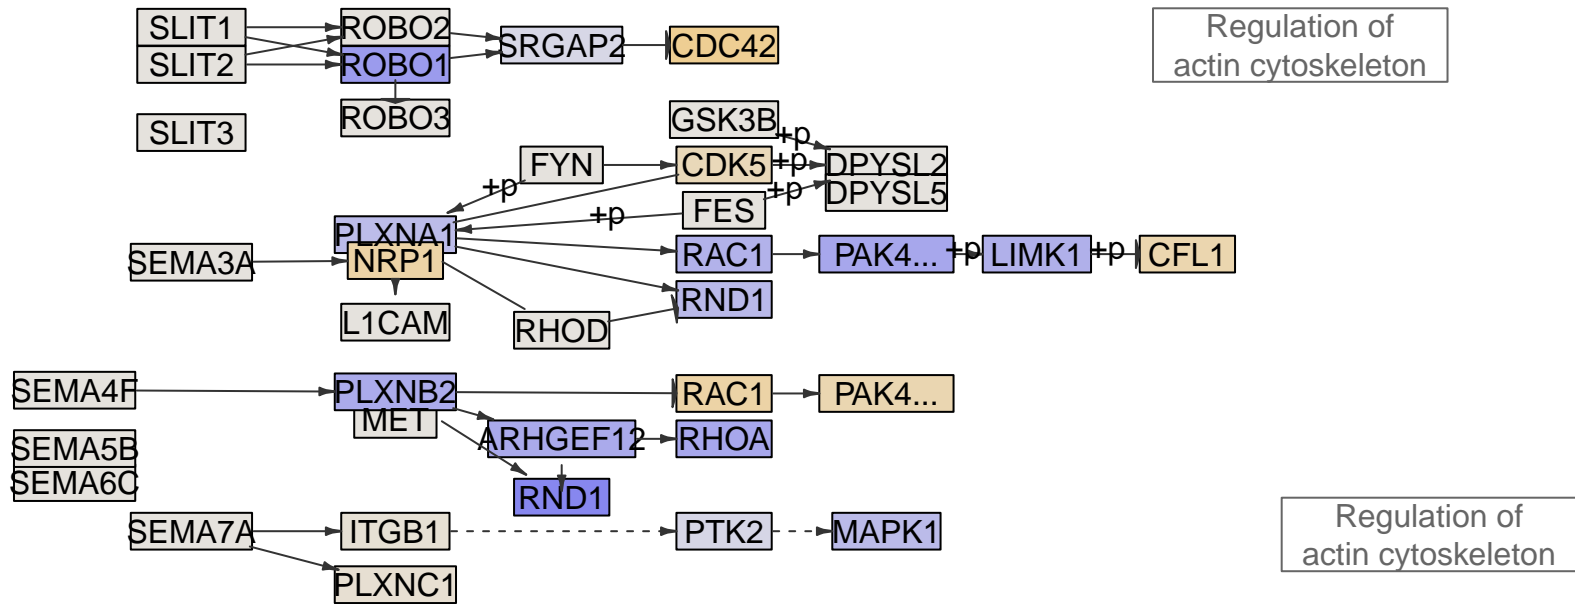 SLIT1
ROBO2
SRGAP2
CDC42
Regulation of
actin cytoskeleton
SLIT2
ROBO1
SLIT3
ROBO3
GSK3B
+p
FYN
CDK5
+p
DPYSL2
+p
+p
DPYSL5
PLXNA1
+p
FES
SEMA3A
NRP1
RAC1
PAK4...
+p
LIMK1
+p
CFL1
RND1
L1CAM
RHOD
SEMA4F
PLXNB2
RAC1
PAK4...
MET
ARHGEF12
RHOA
SEMA5B
SEMA6C
RND1
SEMA7A
ITGB1
PTK2
MAPK1
Regulation of
actin cytoskeleton
PLXNC1